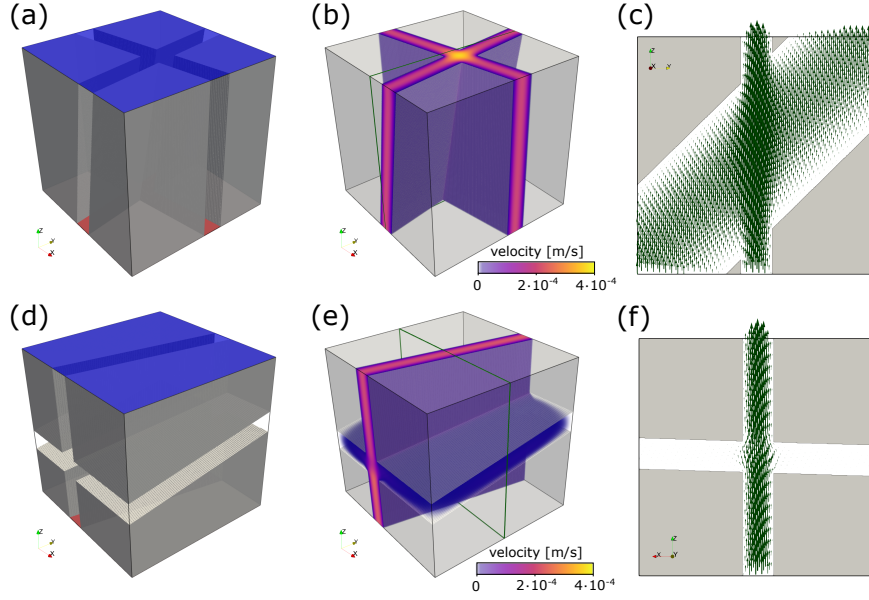 (a)
(b)
(c)
Z
Y
X
Z
Y
X
Z
X
Y
velocity [m/s]
0
2·10⁻⁴
4·10⁻⁴
(d)
(e)
(f)
Z
Y
X
Z
Y
X
Z
X
Y
velocity [m/s]
0
2·10⁻⁴
4·10⁻⁴